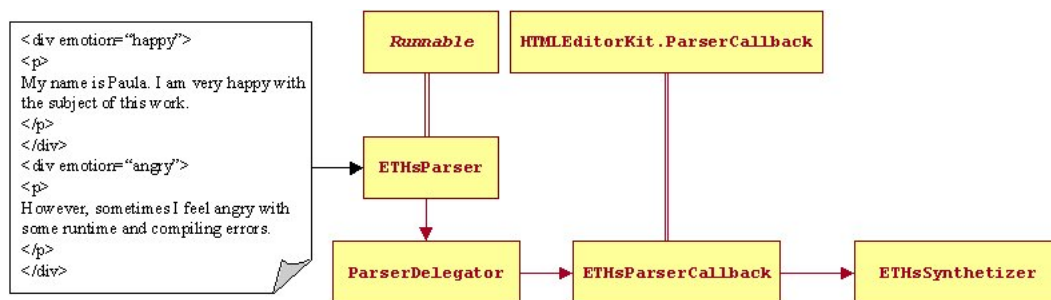 <div emotion=“happy”>
<p>
My name is Paula. I am very happy with
the subject of this work.
</p>
</div>
<div emotion=“angry”>
<p>
However, sometimes I feel angry with
some runtime and compiling errors.
</p>
</div>
Runnable
HTMLEditorKit.ParserCallback
ETHsParser
ParserDelegator
ETHsParserCallback
ETHsSynthetizer